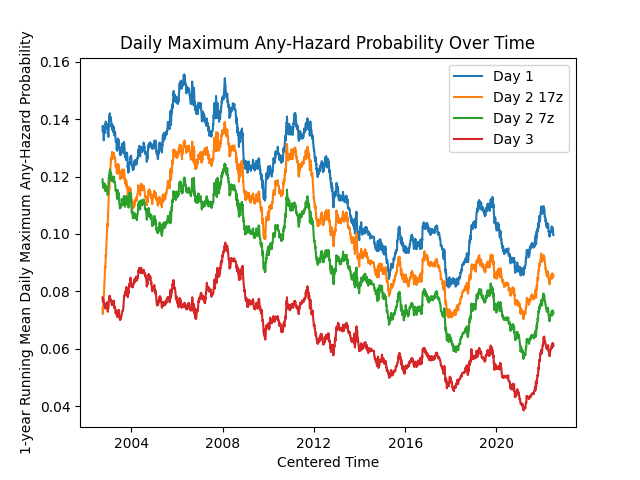 Daily Maximum Any-Hazard Probability Over Time
1-year Running Mean Daily Maximum Any-Hazard Probability
0.16
0.14
0.12
0.10
0.08
0.06
0.04
Day 1
Day 2 17z
Day 2 7z
Day 3
2004 2008 2012 2016 2020
Centered Time